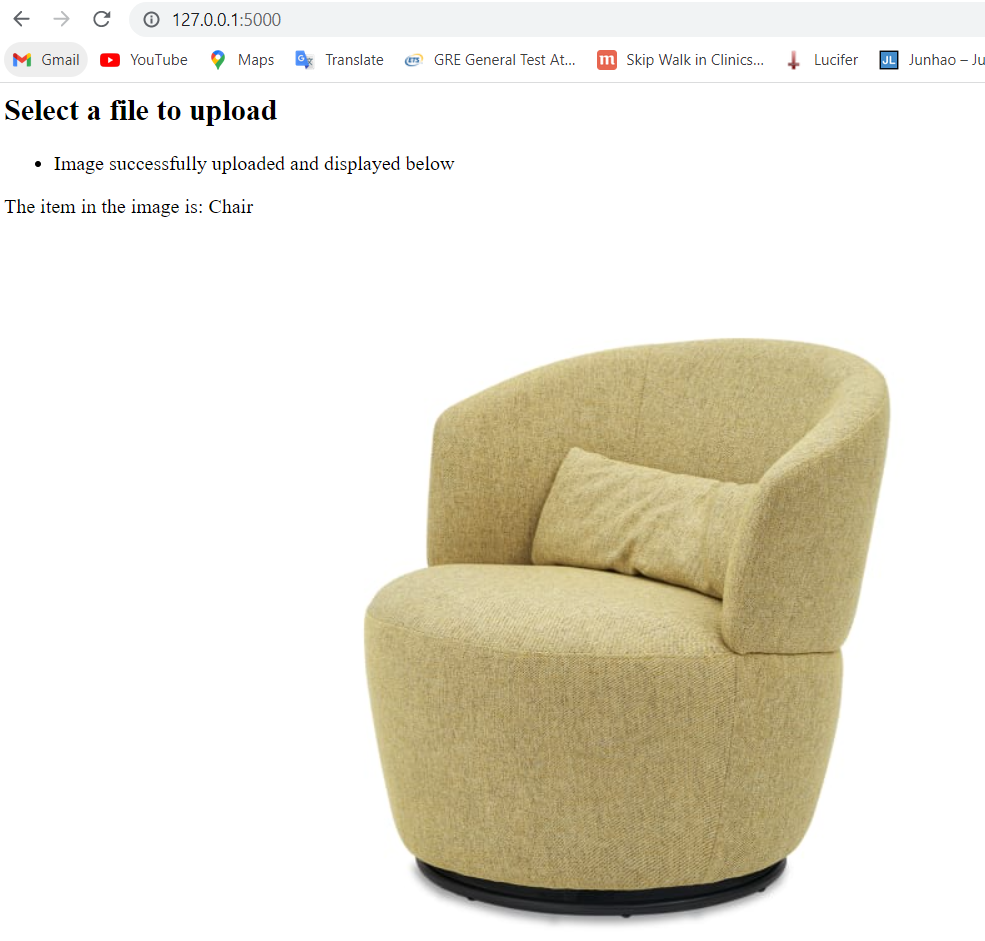 127.0.0.1:5000
Gmail YouTube Maps Translate GRE General Test At... Skip Walk in Clinics... Lucifer Junhao – Ju
Select a file to upload
• Image successfully uploaded and displayed below
The item in the image is: Chair